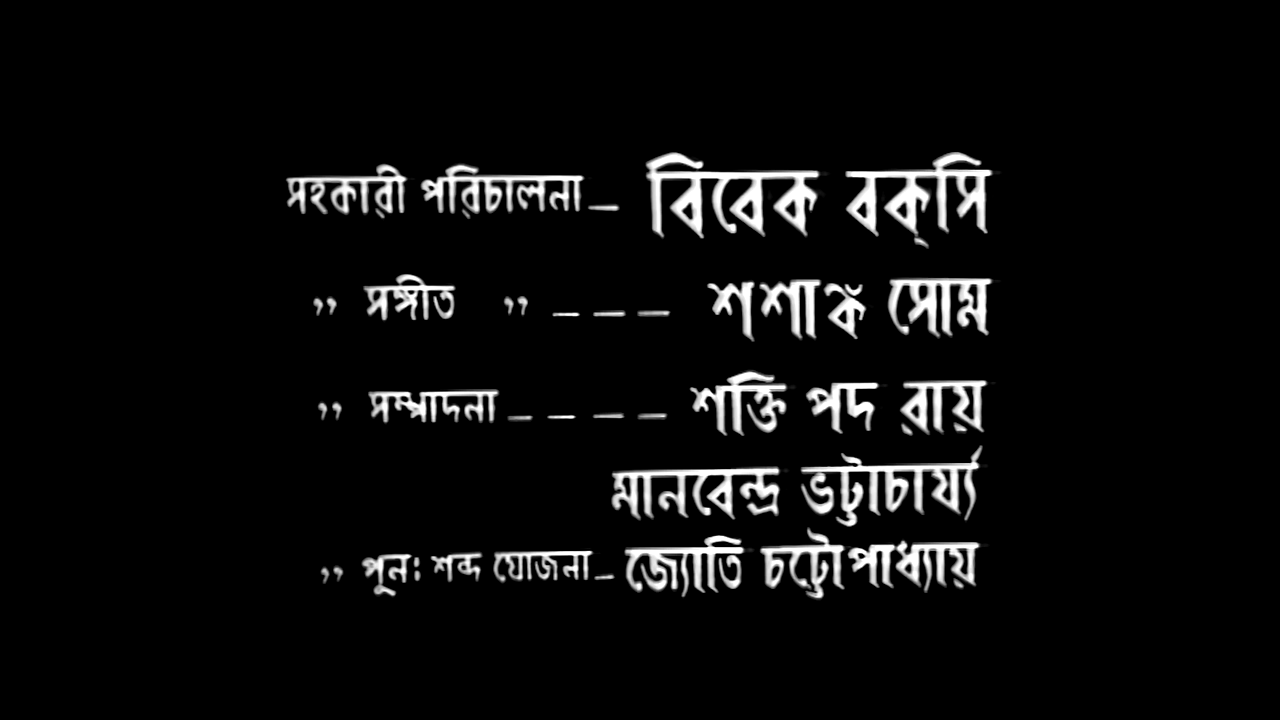 সহকারী পরিচালনা_ বিবেক বক্‌সি
,, সঙ্গীত ,, _ _ _ শশাঙ্ক সোম
,, সম্পাদনা _ _ _ _ শক্তি পদ রায়
মানবেন্দ্র ভট্টাচার্য্য
,, পূনঃ শব্দ যোজনা_ জ্যোতি চট্টোপাধ্যায়